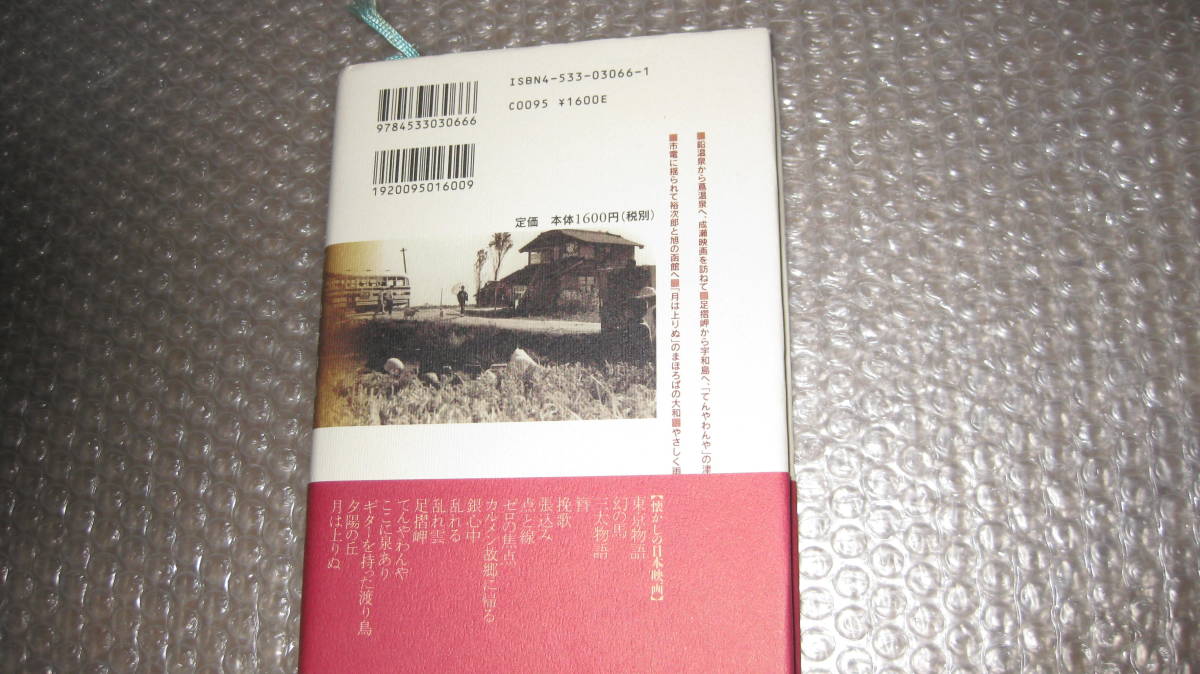 ISBN4-533-03066-1
C0095 ¥1600E
9784533030666
1920095016009
定価 本体1600円(税別)
■鉛温泉から蔦温泉へ、成瀬映画を訪ねて■足摺岬から宇和島へ、「てんやわんや」の津
■市電に揺られて裕次郎と旭の函館へ■「月は上りぬ」のまほろばの大和■やさしく雨
【懐かしの日本映画】
東京物語
幻の馬
三太物語
簪
挽歌
張込み
点と線
ゼロの焦点
カルメン故郷に帰る
銀心中
乱れる
乱れ雲
足摺岬
てんやわんや
ここに泉あり
ギターを持った渡り鳥
夕陽の丘
月は上りぬ